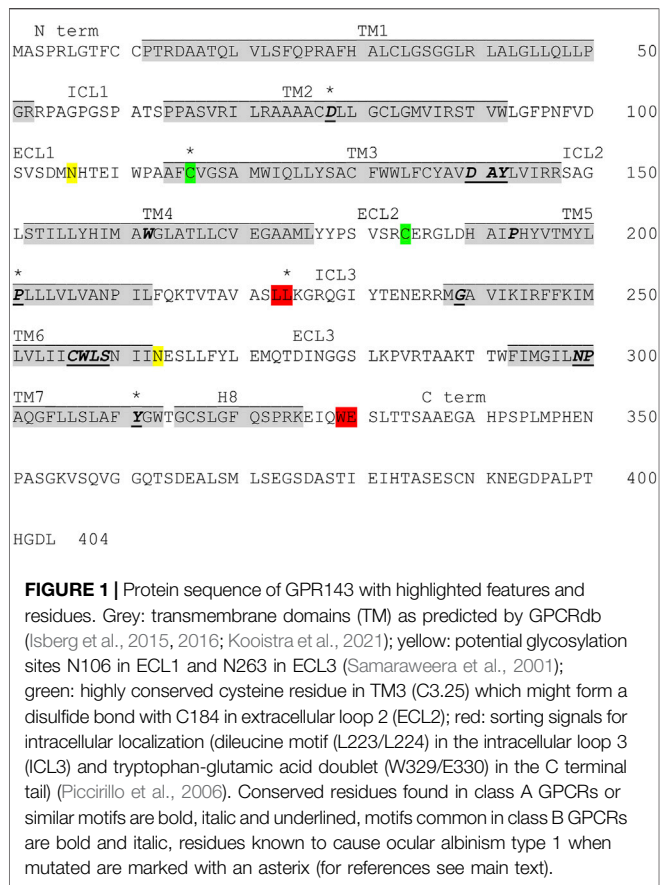 N term TM1
MASPRLGTFC CPTRDAATQL VLSFQPRAFH ALCLGSGGLR LALGLLQLLP 50
ICL1 TM2 *
GRRPAGPGSP ATSPPASVRI LRAAAACDLL GCLGMVIRST VWLGFPNFVD 100
ECL1 * TM3 ICL2
SVSDMNHTEI WPAAFCVGSA MWIQLLYSAC FWWLFCYAVD AYLVIRRSAG 150
TM4 ECL2 TM5
LSTILLYHIM AWGLATLLCV EGAAMLYYPS VSRCERGLDH AIPHYVTMYL 200
* * ICL3
PLLLVLVANP ILFQKTVTAV ASLLKGRQGI YTENERRMGA VIKIRFFKIM 250
TM6 ECL3
LVLIICWLSN IINESLLFYL EMQTDINGGS LKPVRTAAKT TWFIMGILNP 300
TM7 * H8 C term
AQGFLLSLAF YGWTGCSLGF QSPRKEIQWE SLTTSAAEGA HPSPLMPHEN 350
PASGKVSQVG GQTSDEALSM LSEGSDASTI EIHTASESCN KNEGDPALPT 400
HGDL 404
FIGURE 1 | Protein sequence of GPR143 with highlighted features and
residues. Grey: transmembrane domains (TM) as predicted by GPCRdb
(Isberg et al., 2015, 2016; Kooistra et al., 2021); yellow: potential glycosylation
sites N106 in ECL1 and N263 in ECL3 (Samaraweera et al., 2001);
green: highly conserved cysteine residue in TM3 (C3.25) which might form a
disulfide bond with C184 in extracellular loop 2 (ECL2); red: sorting signals for
intracellular localization (dileucine motif (L223/L224) in the intracellular loop 3
(ICL3) and tryptophan-glutamic acid doublet (W329/E330) in the C terminal
tail) (Piccirillo et al., 2006). Conserved residues found in class A GPCRs or
similar motifs are bold, italic and underlined, motifs common in class B GPCRs
are bold and italic, residues known to cause ocular albinism type 1 when
mutated are marked with an asterix (for references see main text).